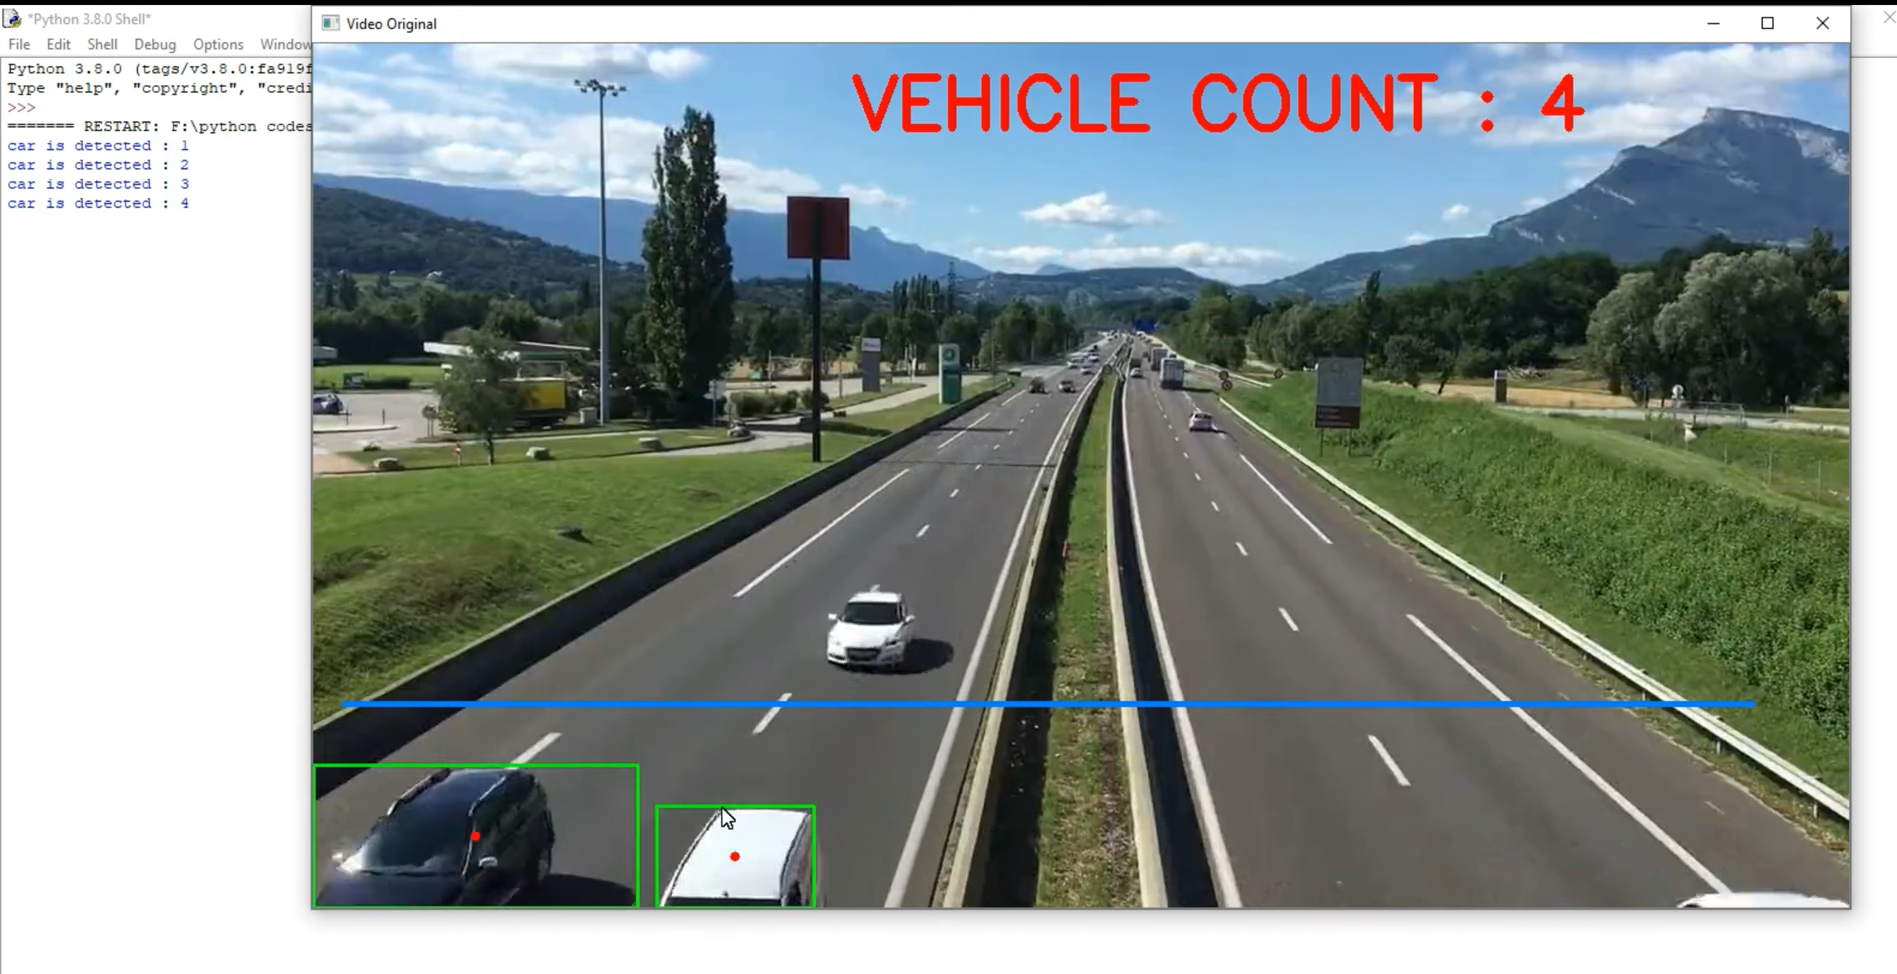 *Python 3.8.0 Shell*
File Edit Shell Debug Options Window
Python 3.8.0 (tags/v3.8.0:fa919f
Type "help", "copyright", "credi
>>>
======= RESTART: F:\python codes
car is detected : 1
car is detected : 2
car is detected : 3
car is detected : 4
Video Original
VEHICLE COUNT : 4